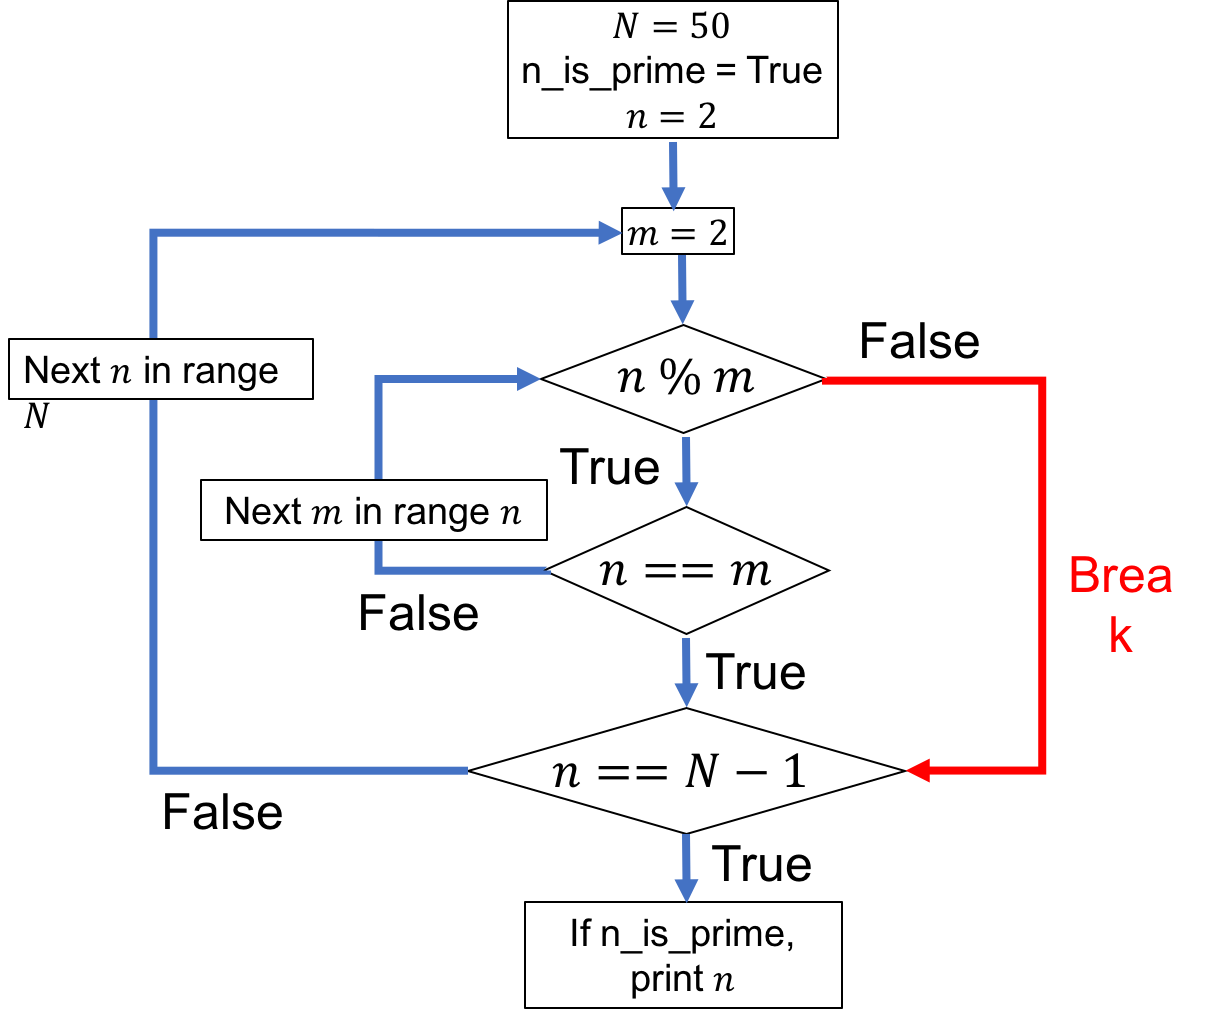 N = 50
n_is_prime = True
n = 2
m = 2
False
n % m
Next n in range
N
True
Next m in range n
n == m
Brea
k
False
True
n == N − 1
False
True
If n_is_prime,
print n